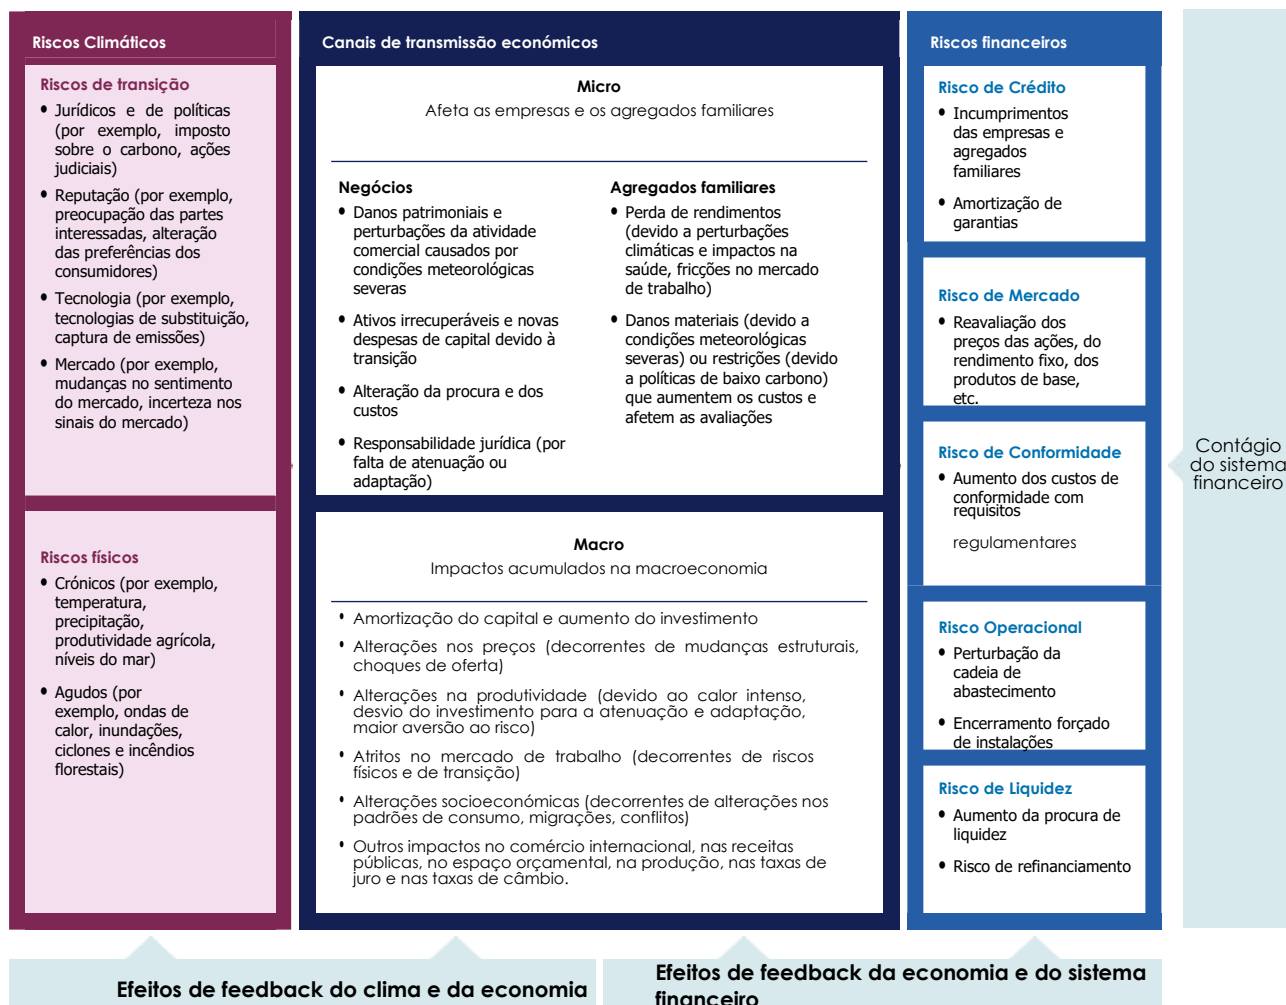 Riscos Climáticos
Riscos de transição
• Jurídicos e de políticas
(por exemplo, imposto
sobre o carbono, ações
judiciais)
• Reputação (por exemplo,
preocupação das partes
interessadas, alteração
das preferências dos
consumidores)
• Tecnologia (por exemplo,
tecnologias de substituição,
captura de emissões)
• Mercado (por exemplo,
mudanças no sentimento
do mercado, incerteza nos
sinais do mercado)
Riscos físicos
• Crónicos (por exemplo,
temperatura,
precipitação,
produtividade agrícola,
níveis do mar)
• Agudos (por
exemplo, ondas de
calor, inundações,
ciclones e incêndios
florestais)
Canais de transmissão económicos
Micro
Afeta as empresas e os agregados familiares
Negócios
• Danos patrimoniais e
perturbações da atividade
comercial causados por
condições meteorológicas
severas
• Ativos irrecuperáveis e novas
despesas de capital devido à
transição
• Alteração da procura e dos
custos
• Responsabilidade jurídica (por
falta de atenuação ou
adaptação)
Agregados familiares
• Perda de rendimentos
(devido a perturbações
climáticas e impactos na
saúde, fricções no mercado
de trabalho)
• Danos materiais (devido a
condições meteorológicas
severas) ou restrições (devido
a políticas de baixo carbono)
que aumentem os custos e
afetem as avaliações
Macro
Impactos acumulados na macroeconomia
• Amortização do capital e aumento do investimento
• Alterações nos preços (decorrentes de mudanças estruturais,
choques de oferta)
• Alterações na produtividade (devido ao calor intenso,
desvio do investimento para a atenuação e adaptação,
maior aversão ao risco)
• Atritos no mercado de trabalho (decorrentes de riscos
físicos e de transição)
• Alterações socioeconómicas (decorrentes de alterações nos
padrões de consumo, migrações, conflitos)
• Outros impactos no comércio internacional, nas receitas
públicas, no espaço orçamental, na produção, nas taxas de
juro e nas taxas de câmbio.
Riscos financeiros
Risco de Crédito
• Incumprimentos
das empresas e
agregados
familiares
• Amortização de
garantias
Risco de Mercado
• Reavaliação dos
preços das ações, do
rendimento fixo, dos
produtos de base,
etc.
Risco de Conformidade
• Aumento dos custos de
conformidade com
requisitos
regulamentares
Risco Operacional
• Perturbação da
cadeia de
abastecimento
• Encerramento forçado
de instalações
Risco de Liquidez
• Aumento da procura de
liquidez
• Risco de refinanciamento
Contágio
do sistema
financeiro
Efeitos de feedback do clima e da economia
Efeitos de feedback da economia e do sistema
financeiro